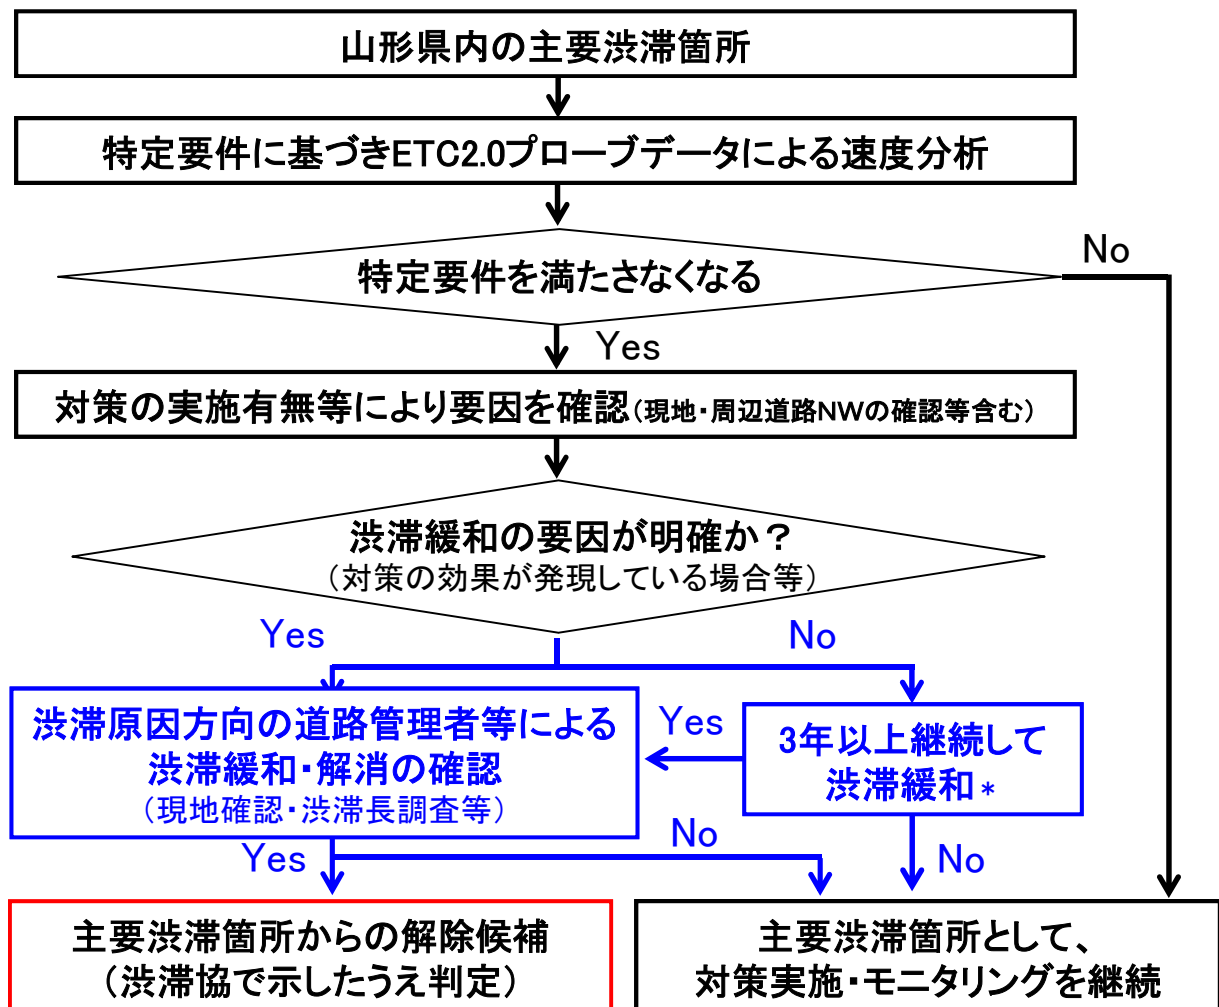 山形県内の主要渋滞箇所
特定要件に基づきETC2.0プローブデータによる速度分析
特定要件を満たさなくなる
No
Yes
対策の実施有無等により要因を確認(現地・周辺道路NWの確認等含む)
渋滞緩和の要因が明確か？
（対策の効果が発現している場合等）
Yes
No
渋滞原因方向の道路管理者等による
渋滞緩和・解消の確認
（現地確認・渋滞長調査等）
Yes
3年以上継続して
渋滞緩和*
Yes
No
No
主要渋滞箇所からの解除候補
（渋滞協で示したうえ判定）
主要渋滞箇所として、
対策実施・モニタリングを継続